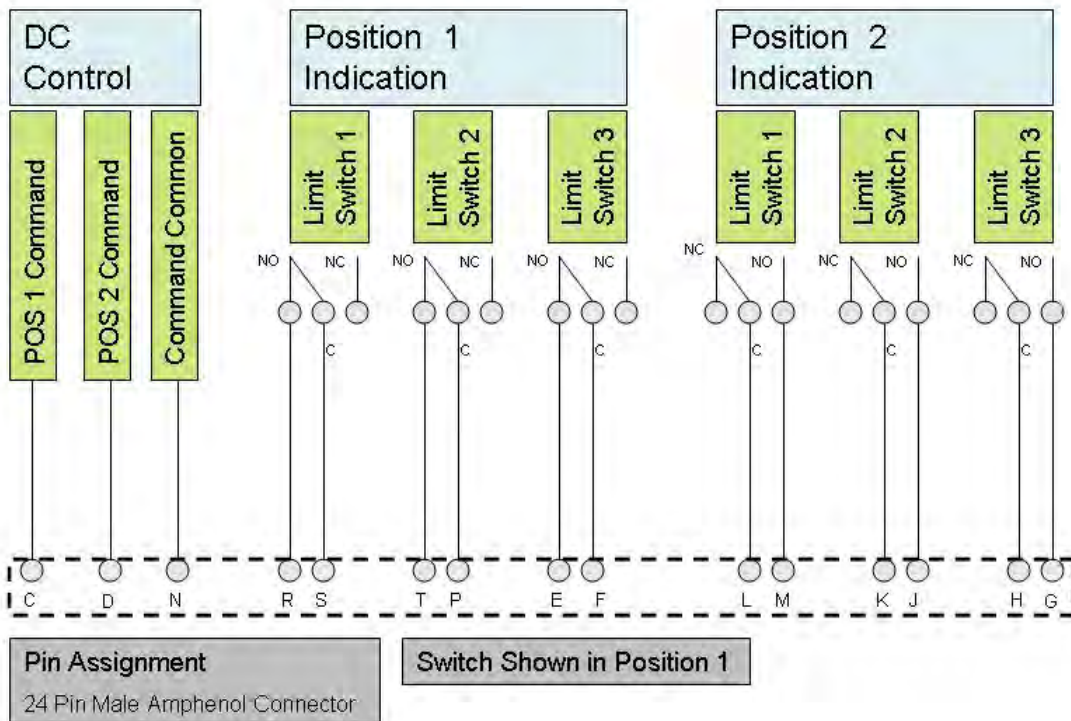 DC
Control
Position 1
Indication
Position 2
Indication
POS 1 Command
POS 2 Command
Command Common
Limit
Switch 1
Limit
Switch 2
Limit
Switch 3
Limit
Switch 1
Limit
Switch 2
Limit
Switch 3
NO NC NO NC NO NC NC NO NC NO NC NO
C C C C C C
C D N R S T P E F L M K J H G
Pin Assignment
24 Pin Male Amphenol Connector
Switch Shown in Position 1